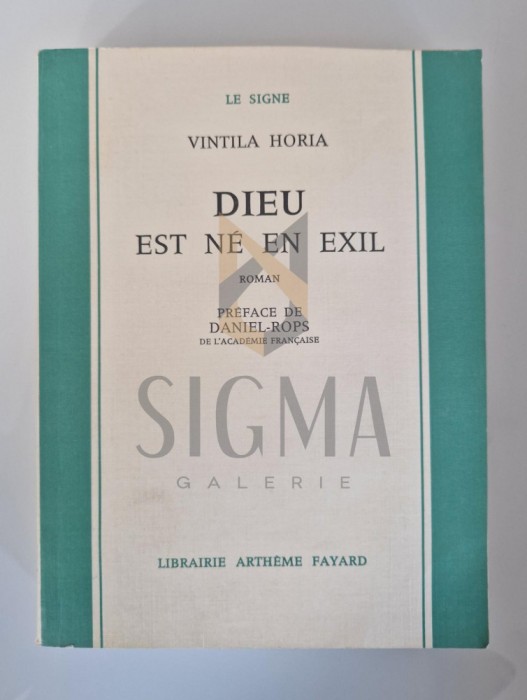 LE SIGNE
VINTILA HORIA
DIEU
EST NÉ EN EXIL
ROMAN
PRÉFACE DE
DANIEL-ROPS
DE L'ACADÉMIE FRANÇAISE
SIGMA
GALERIE
LIBRAIRIE ARTHÈME FAYARD